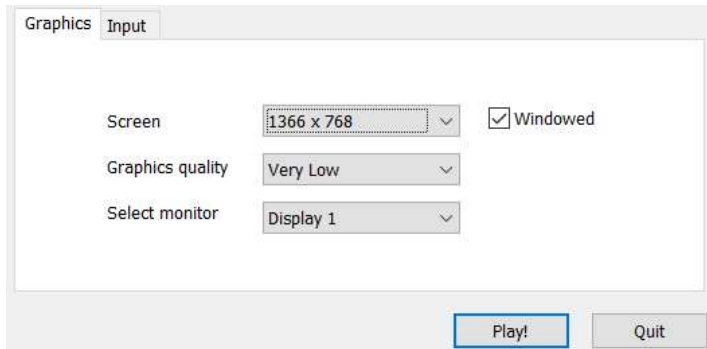 Graphics Input
Screen 1366 x 768 Windowed
Graphics quality Very Low
Select monitor Display 1
Play! Quit